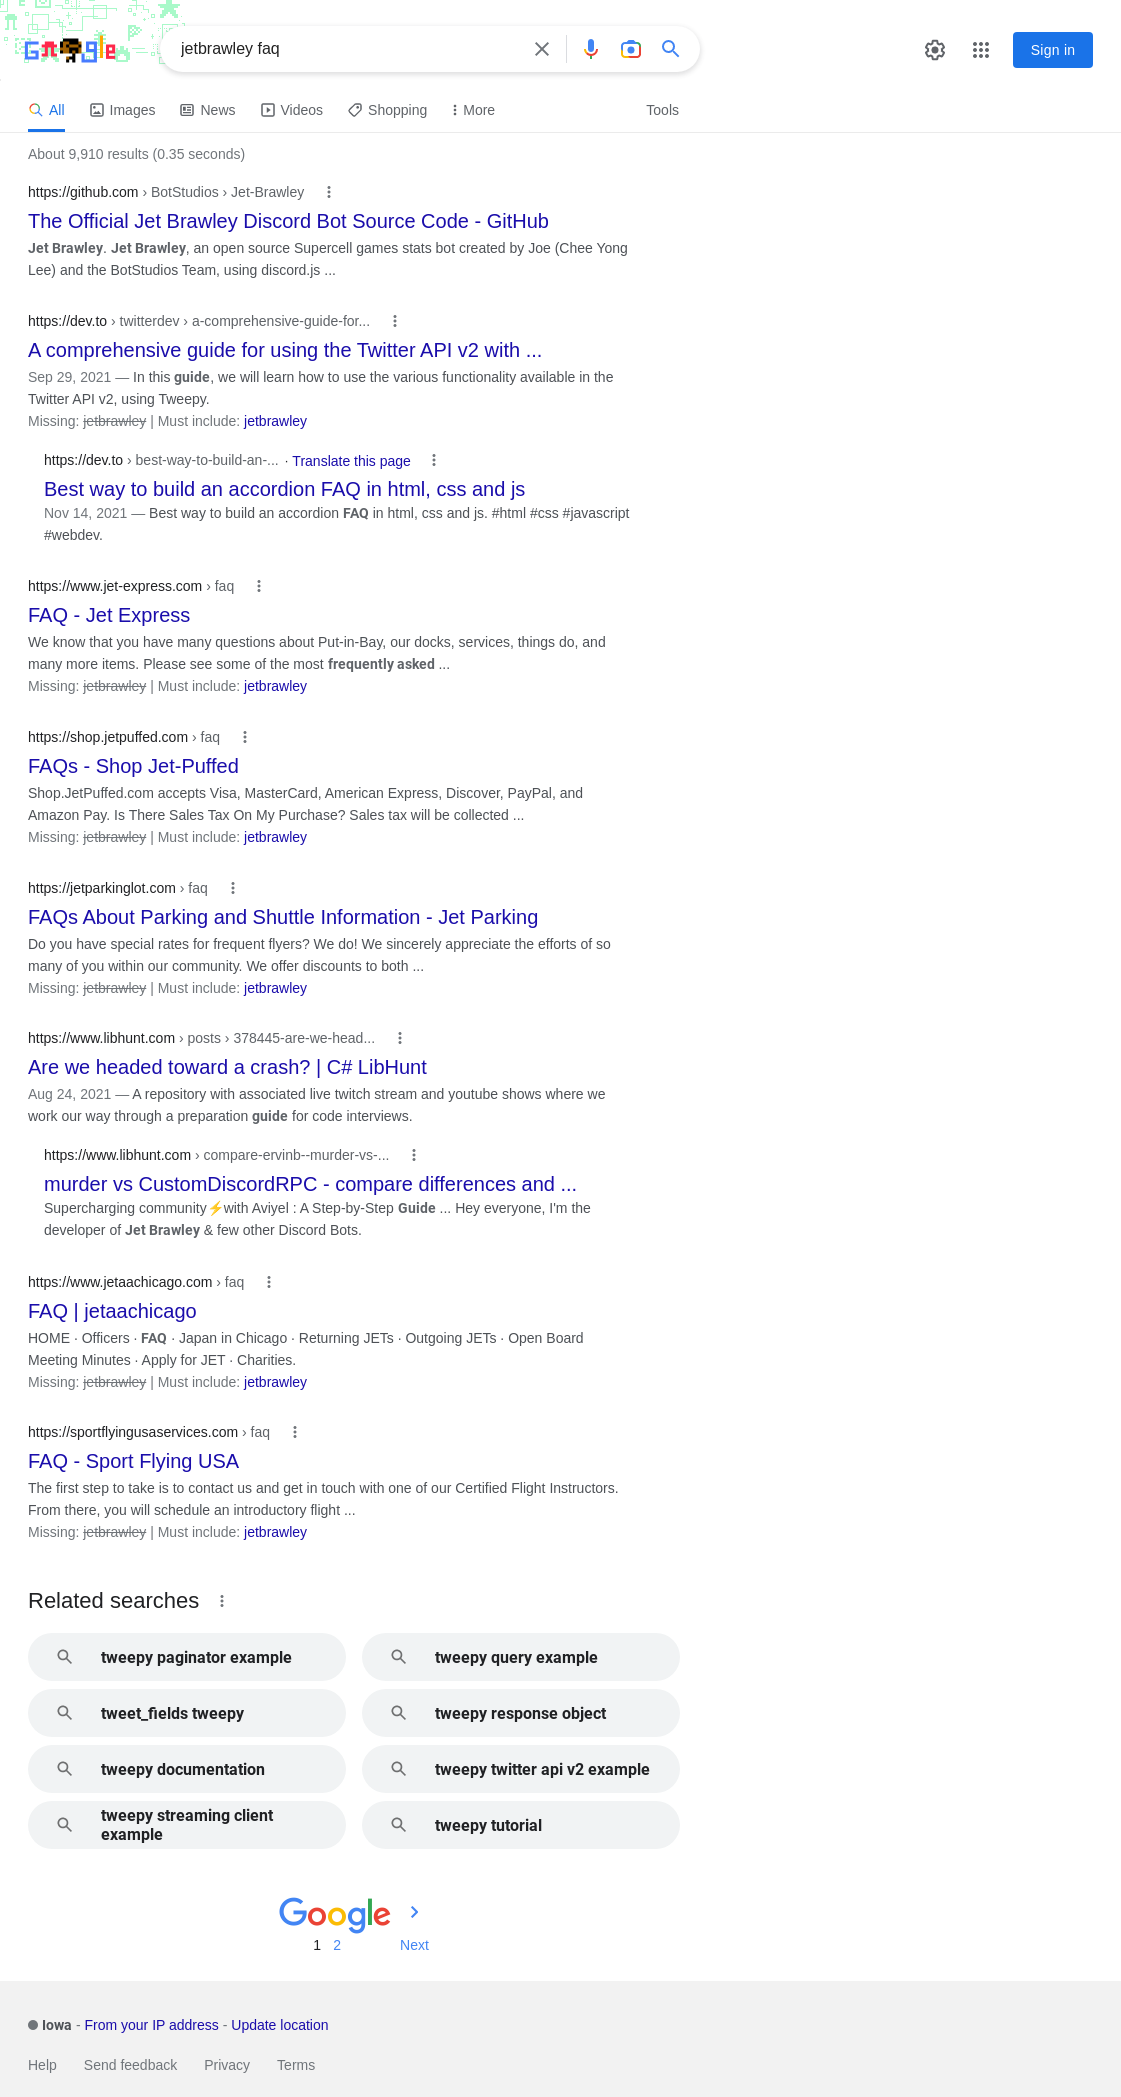 Google
jetbrawley faq
Sign in
All
Images
News
Videos
Shopping
More
Tools
About 9,910 results (0.35 seconds)
https://github.com › BotStudios › Jet-Brawley
The Official Jet Brawley Discord Bot Source Code - GitHub
Jet Brawley. Jet Brawley, an open source Supercell games stats bot created by Joe (Chee Yong
Lee) and the BotStudios Team, using discord.js ...
https://dev.to › twitterdev › a-comprehensive-guide-for...
A comprehensive guide for using the Twitter API v2 with ...
Sep 29, 2021 — In this guide, we will learn how to use the various functionality available in the
Twitter API v2, using Tweepy.
Missing: jetbrawley | Must include: jetbrawley
https://dev.to › best-way-to-build-an-... · Translate this page
Best way to build an accordion FAQ in html, css and js
Nov 14, 2021 — Best way to build an accordion FAQ in html, css and js. #html #css #javascript
#webdev.
https://www.jet-express.com › faq
FAQ - Jet Express
We know that you have many questions about Put-in-Bay, our docks, services, things do, and
many more items. Please see some of the most frequently asked ...
Missing: jetbrawley | Must include: jetbrawley
https://shop.jetpuffed.com › faq
FAQs - Shop Jet-Puffed
Shop.JetPuffed.com accepts Visa, MasterCard, American Express, Discover, PayPal, and
Amazon Pay. Is There Sales Tax On My Purchase? Sales tax will be collected ...
Missing: jetbrawley | Must include: jetbrawley
https://jetparkinglot.com › faq
FAQs About Parking and Shuttle Information - Jet Parking
Do you have special rates for frequent flyers? We do! We sincerely appreciate the efforts of so
many of you within our community. We offer discounts to both ...
Missing: jetbrawley | Must include: jetbrawley
https://www.libhunt.com › posts › 378445-are-we-head...
Are we headed toward a crash? | C# LibHunt
Aug 24, 2021 — A repository with associated live twitch stream and youtube shows where we
work our way through a preparation guide for code interviews.
https://www.libhunt.com › compare-ervinb--murder-vs-...
murder vs CustomDiscordRPC - compare differences and ...
Supercharging community⚡with Aviyel : A Step-by-Step Guide ... Hey everyone, I'm the
developer of Jet Brawley & few other Discord Bots.
https://www.jetaachicago.com › faq
FAQ | jetaachicago
HOME · Officers · FAQ · Japan in Chicago · Returning JETs · Outgoing JETs · Open Board
Meeting Minutes · Apply for JET · Charities.
Missing: jetbrawley | Must include: jetbrawley
https://sportflyingusaservices.com › faq
FAQ - Sport Flying USA
The first step to take is to contact us and get in touch with one of our Certified Flight Instructors.
From there, you will schedule an introductory flight ...
Missing: jetbrawley | Must include: jetbrawley
Related searches
tweepy paginator example
tweepy query example
tweet_fields tweepy
tweepy response object
tweepy documentation
tweepy twitter api v2 example
tweepy streaming client
example
tweepy tutorial
Google
1 2 Next
Iowa - From your IP address - Update location
Help Send feedback Privacy Terms